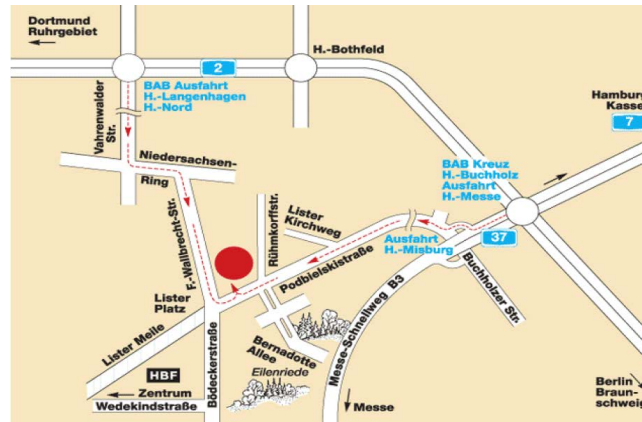 Dortmund
Ruhrgebiet
2
H.-Bothfeld
BAB Ausfahrt
H.-Langenhagen
H.-Nord
Hamburg
Kasse
7
Vahrenwalder
Str.
Niedersachsen-
Ring
BAB Kreuz
H.-Buchholz
Ausfahrt
H.-Messe
F.-Wallbrecht-Str.
Rühmkorffstr.
Lister
Kirchweg
Ausfahrt
H.-Misburg
37
Podbielskistraße
Buchholzer Str.
Lister
Platz
Messe-Schnellweg B3
Lister Meile
Bödeckerstraße
Bernadotte
Allee
Eilenriede
HBF
Zentrum
Wedekindstraße
Messe
Berlin
Braun-
schweig